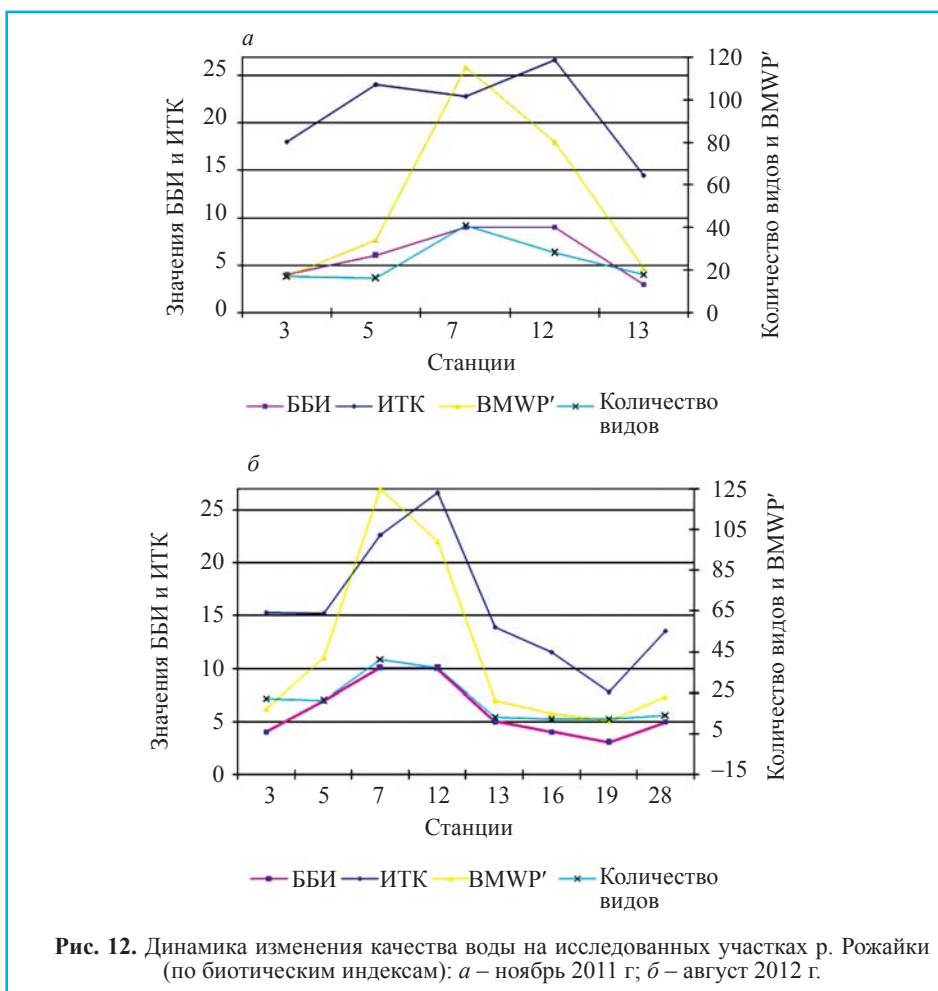 а
Значения ББИ и ИТК
25
20
15
10
5
0
120
100
80
60
40
20
0
Количество видов и BMWP′
3 5 7 12 13
Станции
ББИ ИТК BMWP′ Количество
видов
б
Значения ББИ и ИТК
25
20
15
10
5
0
125
105
85
65
45
25
5
–15
Количество видов и BMWP′
3 5 7 12 13 16 19 28
Станции
ББИ ИТК BMWP′ Количество
видов
Рис. 12. Динамика изменения качества воды на исследованных участках р. Рожайки
(по биотическим индексам): а – ноябрь 2011 г; б – август 2012 г.